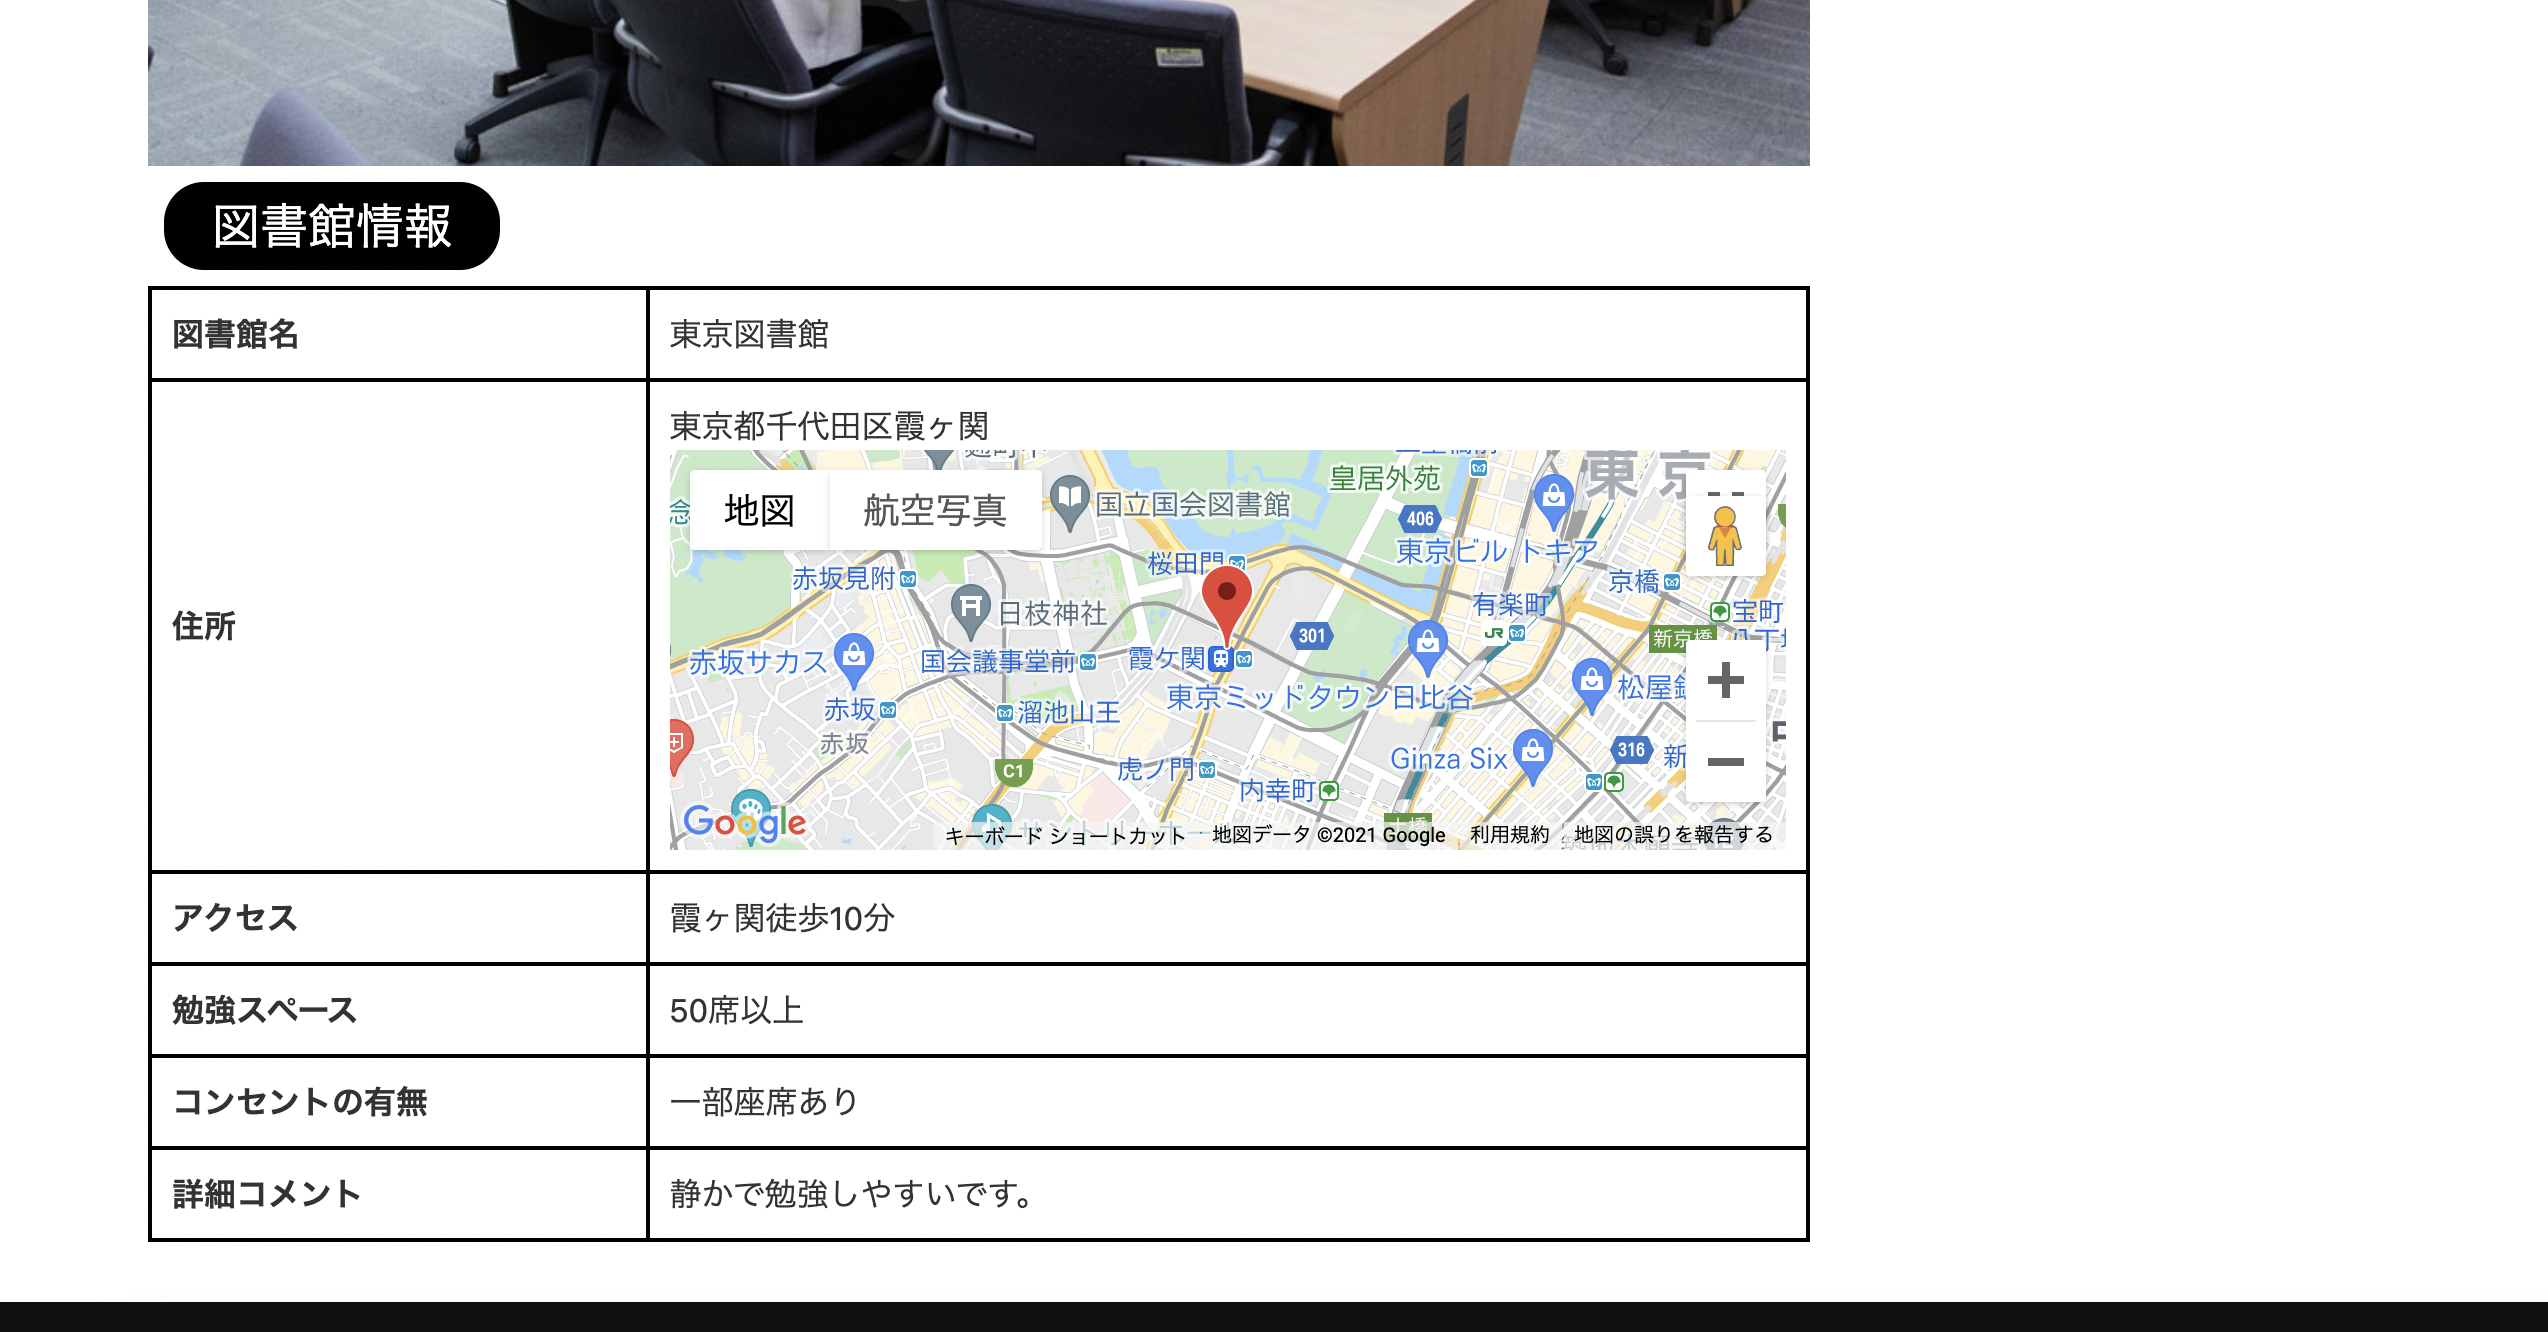 図書館情報
図書館名
東京図書館
住所
東京都千代田区霞ヶ関
地図
航空写真
国立国会図書館
皇居外苑
東京
406
東京ビル トキア
桜田門
赤坂見附
日枝神社
有楽町
京橋
宝町
JR
301
新京橋
赤坂サカス
国会議事堂前
霞ケ関
東京ミッドタウン日比谷
松屋銀
赤坂
溜池山王
赤坂
C1
虎ノ門
内幸町
Ginza Six
316
新
Google
キーボード ショートカット
地図データ ©2021 Google
利用規約
地図の誤りを報告する
アクセス
霞ヶ関徒歩10分
勉強スペース
50席以上
コンセントの有無
一部座席あり
詳細コメント
静かで勉強しやすいです。